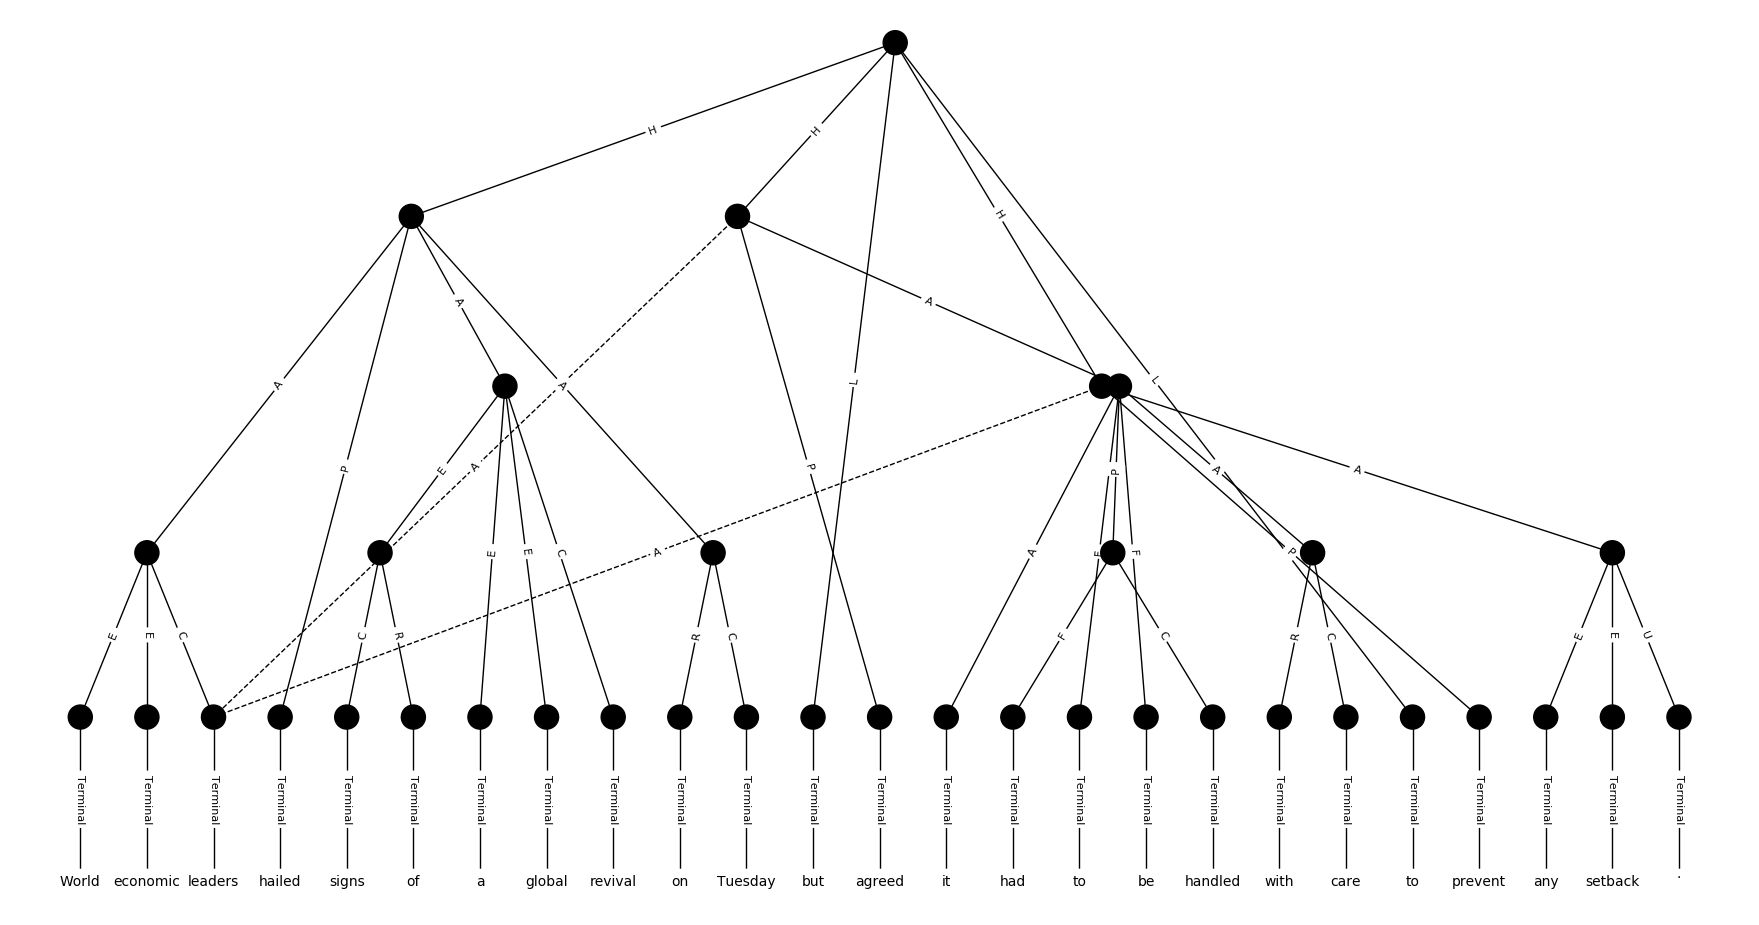 H
H
H
A
A
L
A
A
L
P
P
E
A
P
A
A
E
E
C
A
A
E
F
P
E
E
C
C
R
R
C
F
C
R
C
E
E
U
Terminal Terminal Terminal Terminal Terminal Terminal Terminal Terminal Terminal Terminal Terminal Terminal Terminal Terminal Terminal Terminal Terminal Terminal Terminal Terminal Terminal Terminal Terminal Terminal Terminal
World economic leaders hailed signs of a global revival on Tuesday but agreed it had to be handled with care to prevent any setback .